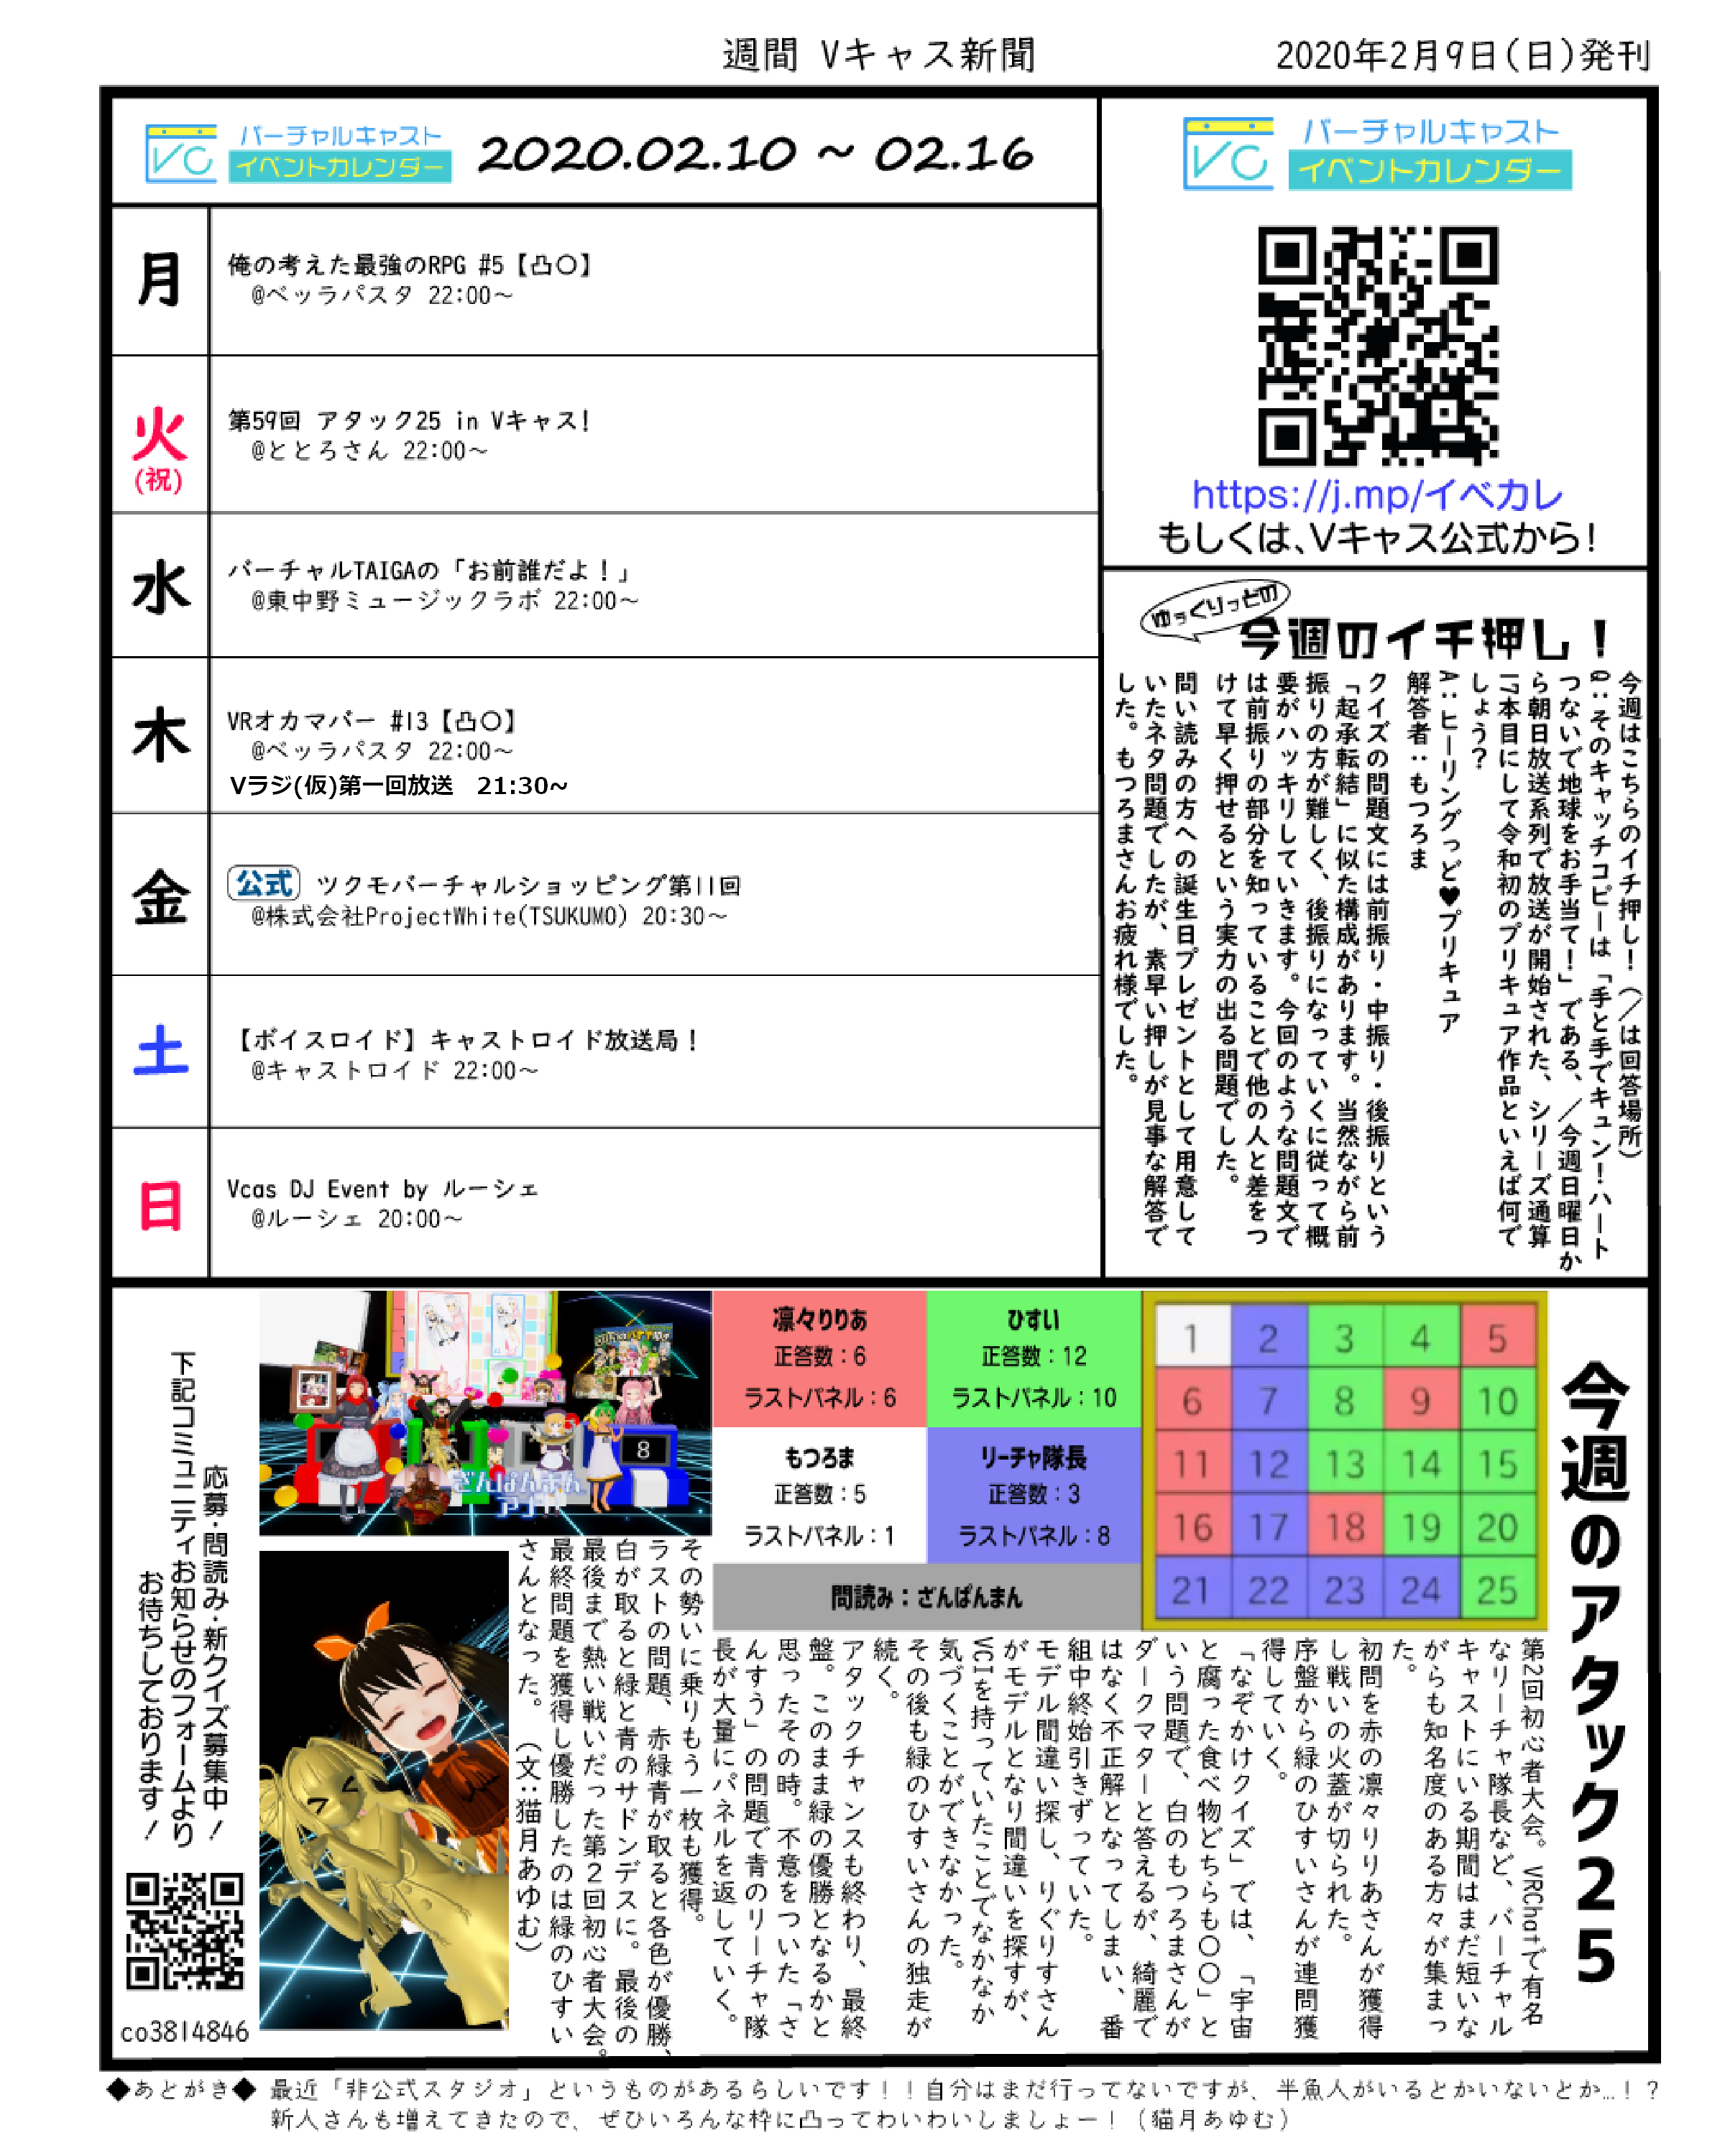 週間 Vキャス新聞
2020年2月9日(日)発刊
VC
バーチャルキャスト
イベントカレンダー
2020.02.10 ~ 02.16
月
俺の考えた最強のRPG #5【凸〇】
@ベッラパスタ 22:00～
火
(祝)
第59回 アタック25 in Vキャス!
@ととろさん 22:00～
水
バーチャルTAIGAの「お前誰だよ！」
@東中野ミュージックラボ 22:00～
木
VRオカマバー #13【凸〇】
@ベッラパスタ 22:00～
Vラジ(仮)第一回放送　21:30~
金
公式 ツクモバーチャルショッピング第11回
@株式会社ProjectWhite(TSUKUMO) 20:30～
土
【ボイスロイド】キャストロイド放送局！
@キャストロイド 22:00～
日
Vcas DJ Event by ルーシェ
@ルーシェ 20:00～
VC
バーチャルキャスト
イベントカレンダー
https://j.mp/イベカレ
もしくは、Vキャス公式から!
ゆっくりっどの
今週のイチ押し！
今週はこちらのイチ押し！（／は回答場所）
Q：そのキャッチコピーは「手と手でキュン！ハート
つないで地球をお手当て！」である、／今週日曜日か
ら朝日放送系列で放送が開始された、シリーズ通算
17本目にして令和初のプリキュア作品といえば何で
しょう？
A：ヒーリングっど♥プリキュア
解答者：もつろま
クイズの問題文には前振り・中振り・後振りという
「起承転結」に似た構成があります。当然ながら前
振りの方が難しく、後振りになっていくに従って概
要がハッキリしていきます。今回のような問題文で
は前振りの部分を知っていることで他の人と差をつ
けて早く押せるという実力の出る問題でした。
問い読みの方への誕生日プレゼントとして用意して
いたネタ問題でしたが、素早い押しが見事な解答で
した。もつろまさんお疲れ様でした。
今週のアタック25
1 2 3 4 5
6 7 8 9 10
11 12 13 14 15
16 17 18 19 20
21 22 23 24 25
凛々りりあ
正答数：6
ラストパネル：6
ひすい
正答数：12
ラストパネル：10
もつろま
正答数：5
ラストパネル：1
リーチャ隊長
正答数：3
ラストパネル：8
問読み：ざんぱんまん
8
ざんぱんまん
アナ
第2回初心者大会。VRChatで有名
なリーチャ隊長など、バーチャル
キャストにいる期間はまだ短いな
がらも知名度のある方々が集まっ
た。
初問を赤の凛々りりあさんが獲得
し戦いの火蓋が切られた。
序盤から緑のひすいさんが連問獲
得していく。
「なぞかけクイズ」では、「宇宙
と腐った食べ物どちらも〇〇」と
いう問題で、白のもつろまさんが
ダークマターと答えるが、綺麗で
はなく不正解となってしまい、番
組中終始引きずっていた。
モデル間違い探し、りぐりすさん
がモデルとなり間違いを探すが、
VCIを持っていたことでなかなか
気づくことができなかった。
その後も緑のひすいさんの独走が
続く。
アタックチャンスも終わり、最終
盤。このまま緑の優勝となるかと
思ったその時。不意をついた「さ
んすう」の問題で青のリーチャ隊
長が大量にパネルを返していく。
その勢いに乗りもう一枚も獲得。
ラストの問題、赤緑青が取ると各色が優勝、
白が取ると緑と青のサドンデスに。最後の
最後まで熱い戦いだった第2回初心者大会。
最終問題を獲得し優勝したのは緑のひすい
さんとなった。（文：猫月あゆむ）
応募・問読み・新クイズ募集中！
下記コミュニティお知らせのフォームより
お待ちしております！
co3814846
◆あとがき◆ 最近「非公式スタジオ」というものがあるらしいです！！自分はまだ行ってないですが、半魚人がいるとかいないとか…！？
新人さんも増えてきたので、ぜひいろんな枠に凸ってわいわいしましょー！（猫月あゆむ）